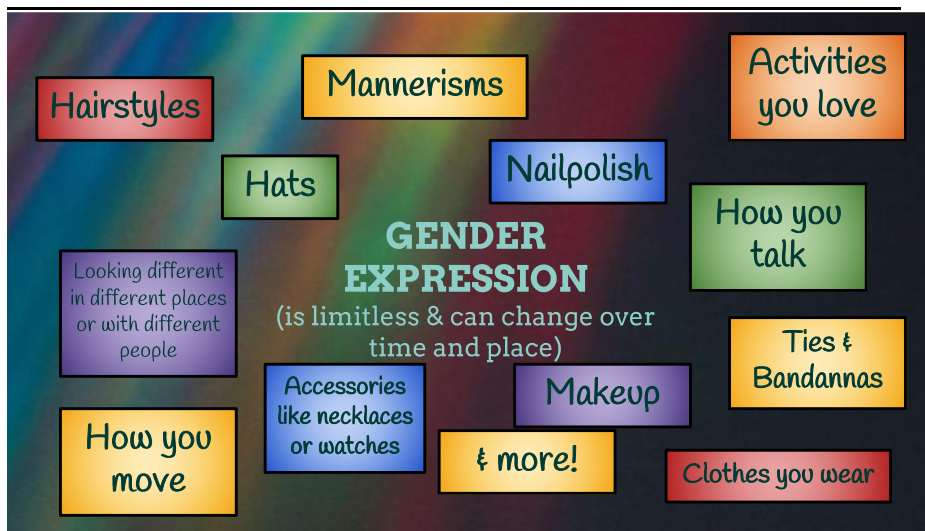 Hairstyles
Mannerisms
Activities
you love
Hats
Nailpolish
How you
talk
GENDER
EXPRESSION
(is limitless & can change over
time and place)
Looking different
in different places
or with different
people
Ties &
Bandannas
Accessories
like necklaces
or watches
Makeup
How you
move
& more!
Clothes you wear